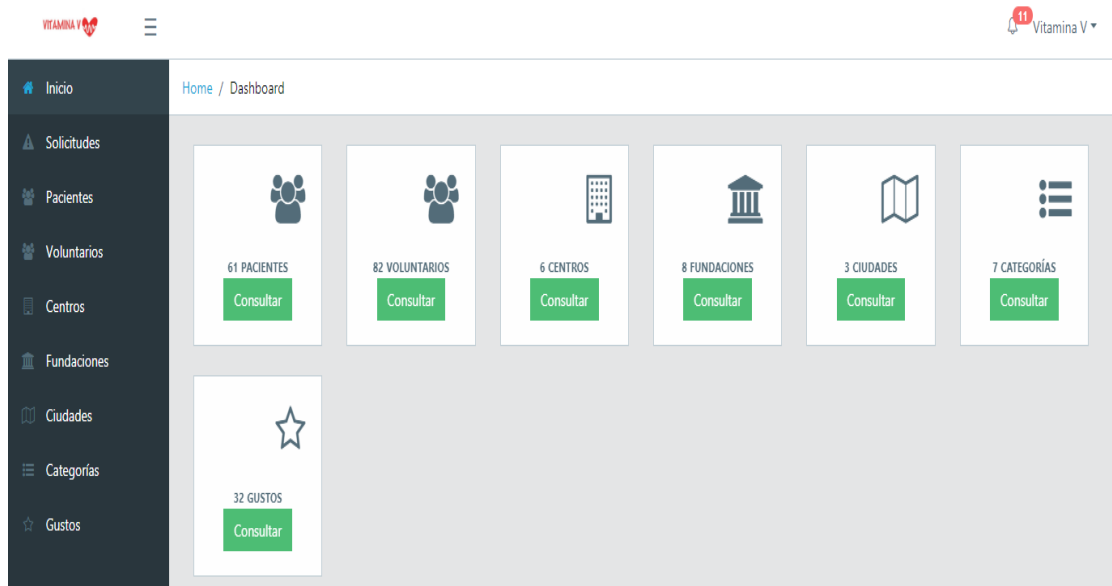 VITAMINA V
11
Vitamina V
Inicio
Solicitudes
Pacientes
Voluntarios
Centros
Fundaciones
Ciudades
Categorías
Gustos
Home / Dashboard
61 PACIENTES
Consultar
82 VOLUNTARIOS
Consultar
6 CENTROS
Consultar
8 FUNDACIONES
Consultar
3 CIUDADES
Consultar
7 CATEGORÍAS
Consultar
32 GUSTOS
Consultar